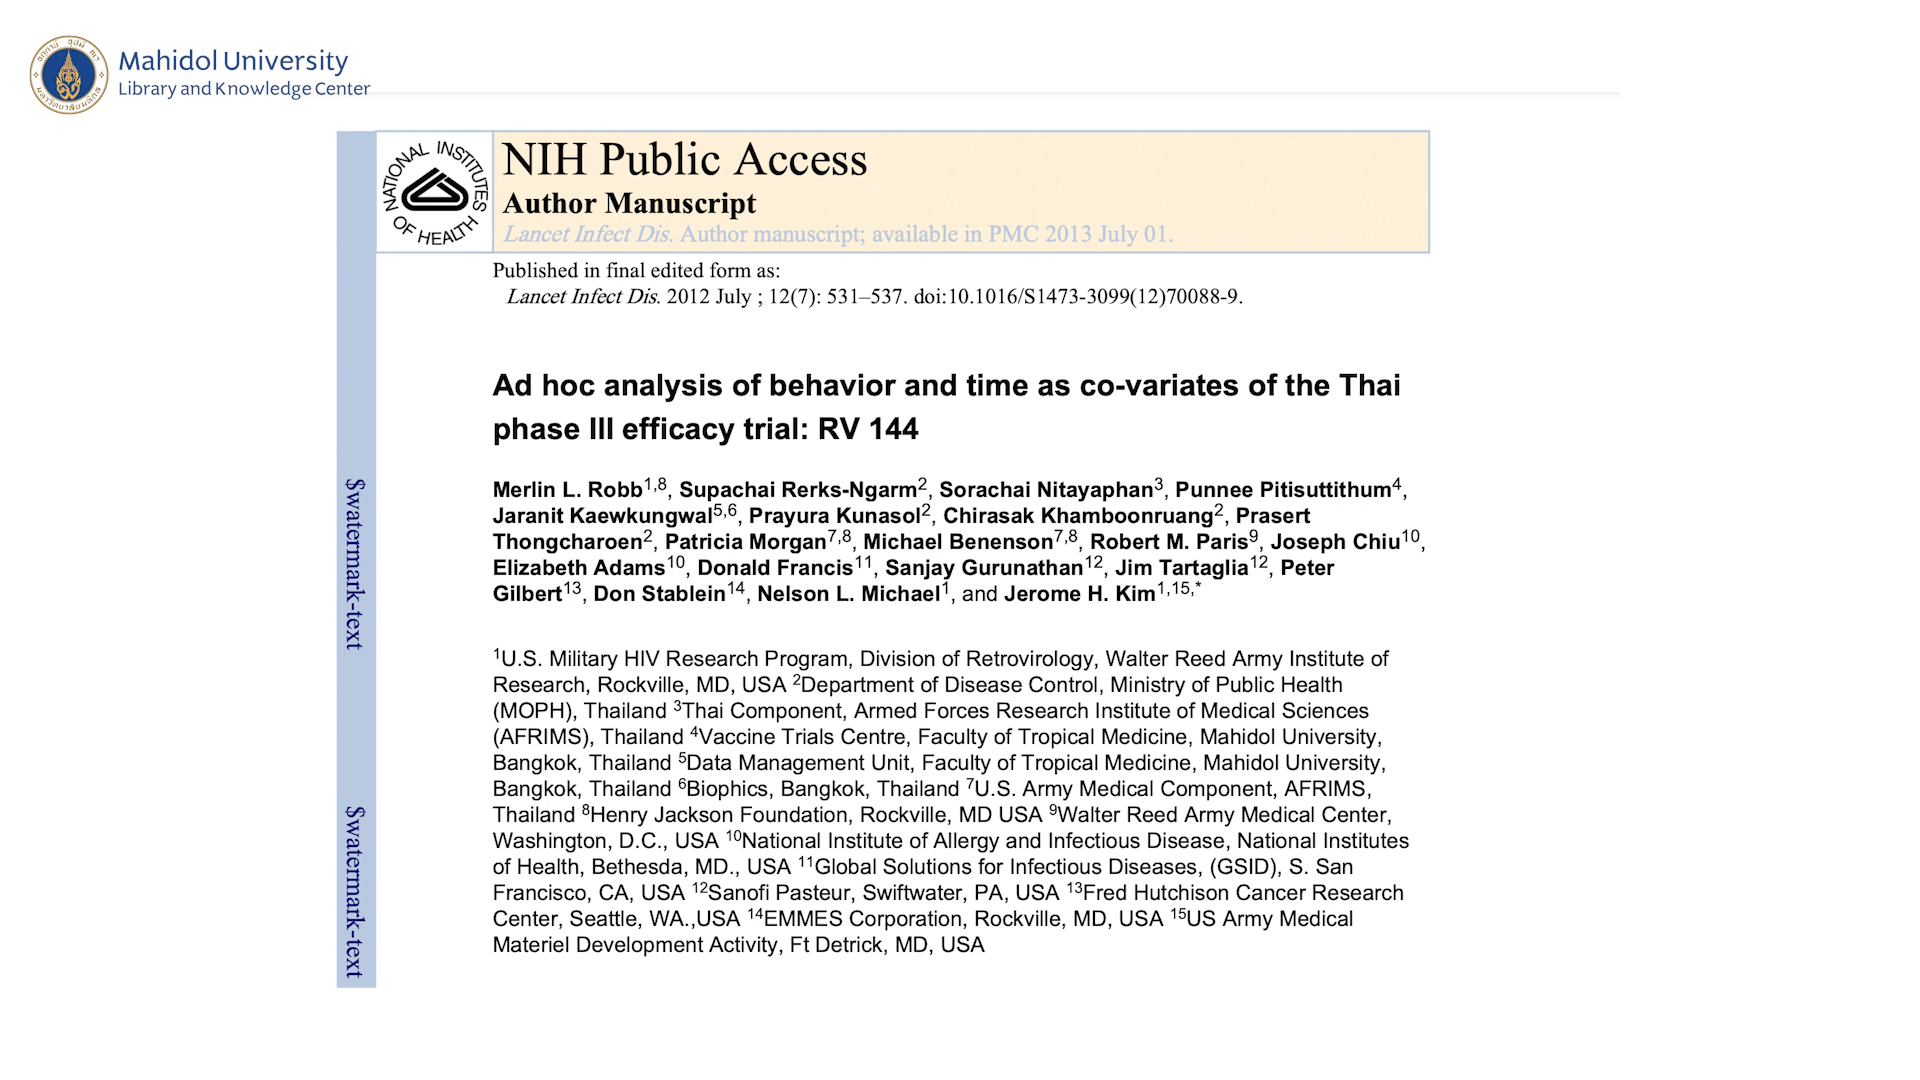 Mahidol University
Library and Knowledge Center
NATIONAL INSTITUTES OF HEALTH
NIH Public Access
Author Manuscript
Lancet Infect Dis. Author manuscript; available in PMC 2013 July 01.
Published in final edited form as:
Lancet Infect Dis. 2012 July ; 12(7): 531–537. doi:10.1016/S1473-3099(12)70088-9.
Ad hoc analysis of behavior and time as co-variates of the Thai
phase III efficacy trial: RV 144
Merlin L. Robb1,8, Supachai Rerks-Ngarm2, Sorachai Nitayaphan3, Punnee Pitisuttithum4,
Jaranit Kaewkungwal5,6, Prayura Kunasol2, Chirasak Khamboonruang2, Prasert
Thongcharoen2, Patricia Morgan7,8, Michael Benenson7,8, Robert M. Paris9, Joseph Chiu10,
Elizabeth Adams10, Donald Francis11, Sanjay Gurunathan12, Jim Tartaglia12, Peter
Gilbert13, Don Stablein14, Nelson L. Michael1, and Jerome H. Kim1,15,*
1U.S. Military HIV Research Program, Division of Retrovirology, Walter Reed Army Institute of
Research, Rockville, MD, USA 2Department of Disease Control, Ministry of Public Health
(MOPH), Thailand 3Thai Component, Armed Forces Research Institute of Medical Sciences
(AFRIMS), Thailand 4Vaccine Trials Centre, Faculty of Tropical Medicine, Mahidol University,
Bangkok, Thailand 5Data Management Unit, Faculty of Tropical Medicine, Mahidol University,
Bangkok, Thailand 6Biophics, Bangkok, Thailand 7U.S. Army Medical Component, AFRIMS,
Thailand 8Henry Jackson Foundation, Rockville, MD USA 9Walter Reed Army Medical Center,
Washington, D.C., USA 10National Institute of Allergy and Infectious Disease, National Institutes
of Health, Bethesda, MD., USA 11Global Solutions for Infectious Diseases, (GSID), S. San
Francisco, CA, USA 12Sanofi Pasteur, Swiftwater, PA, USA 13Fred Hutchison Cancer Research
Center, Seattle, WA.,USA 14EMMES Corporation, Rockville, MD, USA 15US Army Medical
Materiel Development Activity, Ft Detrick, MD, USA
$watermark-text
$watermark-text